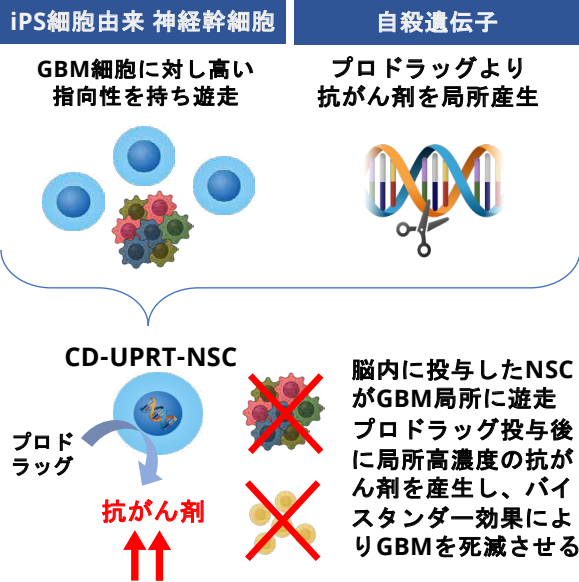 iPS細胞由来 神経幹細胞
自殺遺伝子
GBM細胞に対し高い
指向性を持ち遊走
プロドラッグより
抗がん剤を局所産生
CD-UPRT-NSC
プロド
ラッグ
抗がん剤
脳内に投与したNSC
がGBM局所に遊走
プロドラッグ投与後
に局所高濃度の抗が
ん剤を産生し、バイ
スタンダー効果によ
りGBMを死滅させる